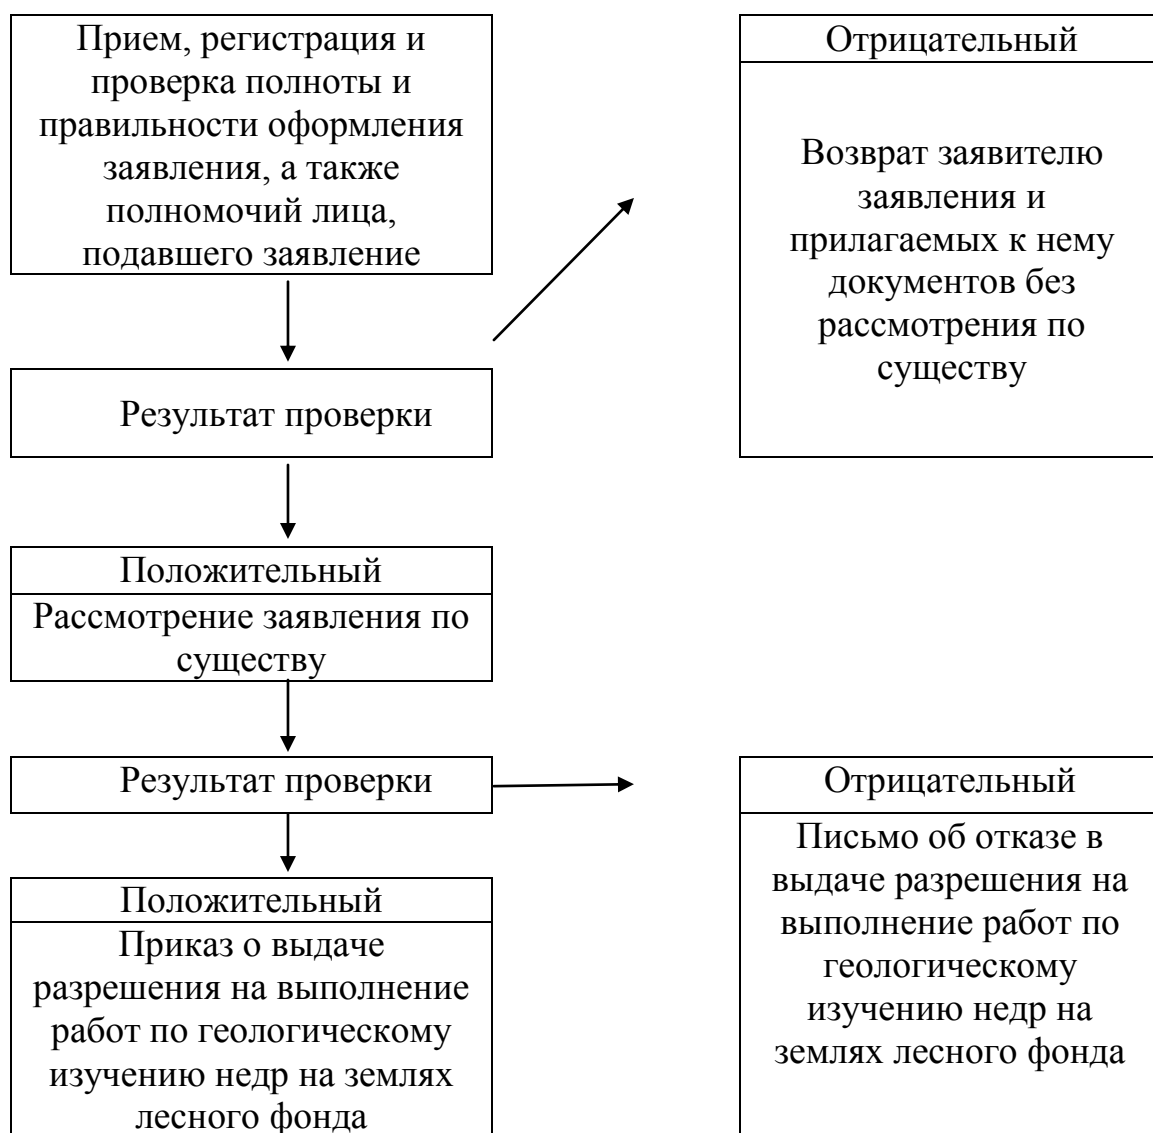 Прием, регистрация и
проверка полноты и
правильности оформления
заявления, а также
полномочий лица,
подавшего заявление
Отрицательный
Возврат заявителю
заявления и
прилагаемых к нему
документов без
рассмотрения по
существу
Результат проверки
Положительный
Рассмотрение заявления по
существу
Результат проверки
Отрицательный
Письмо об отказе в
выдаче разрешения на
выполнение работ по
геологическому
изучению недр на
землях лесного фонда
Положительный
Приказ о выдаче
разрешения на выполнение
работ по геологическому
изучению недр на землях
лесного фонда